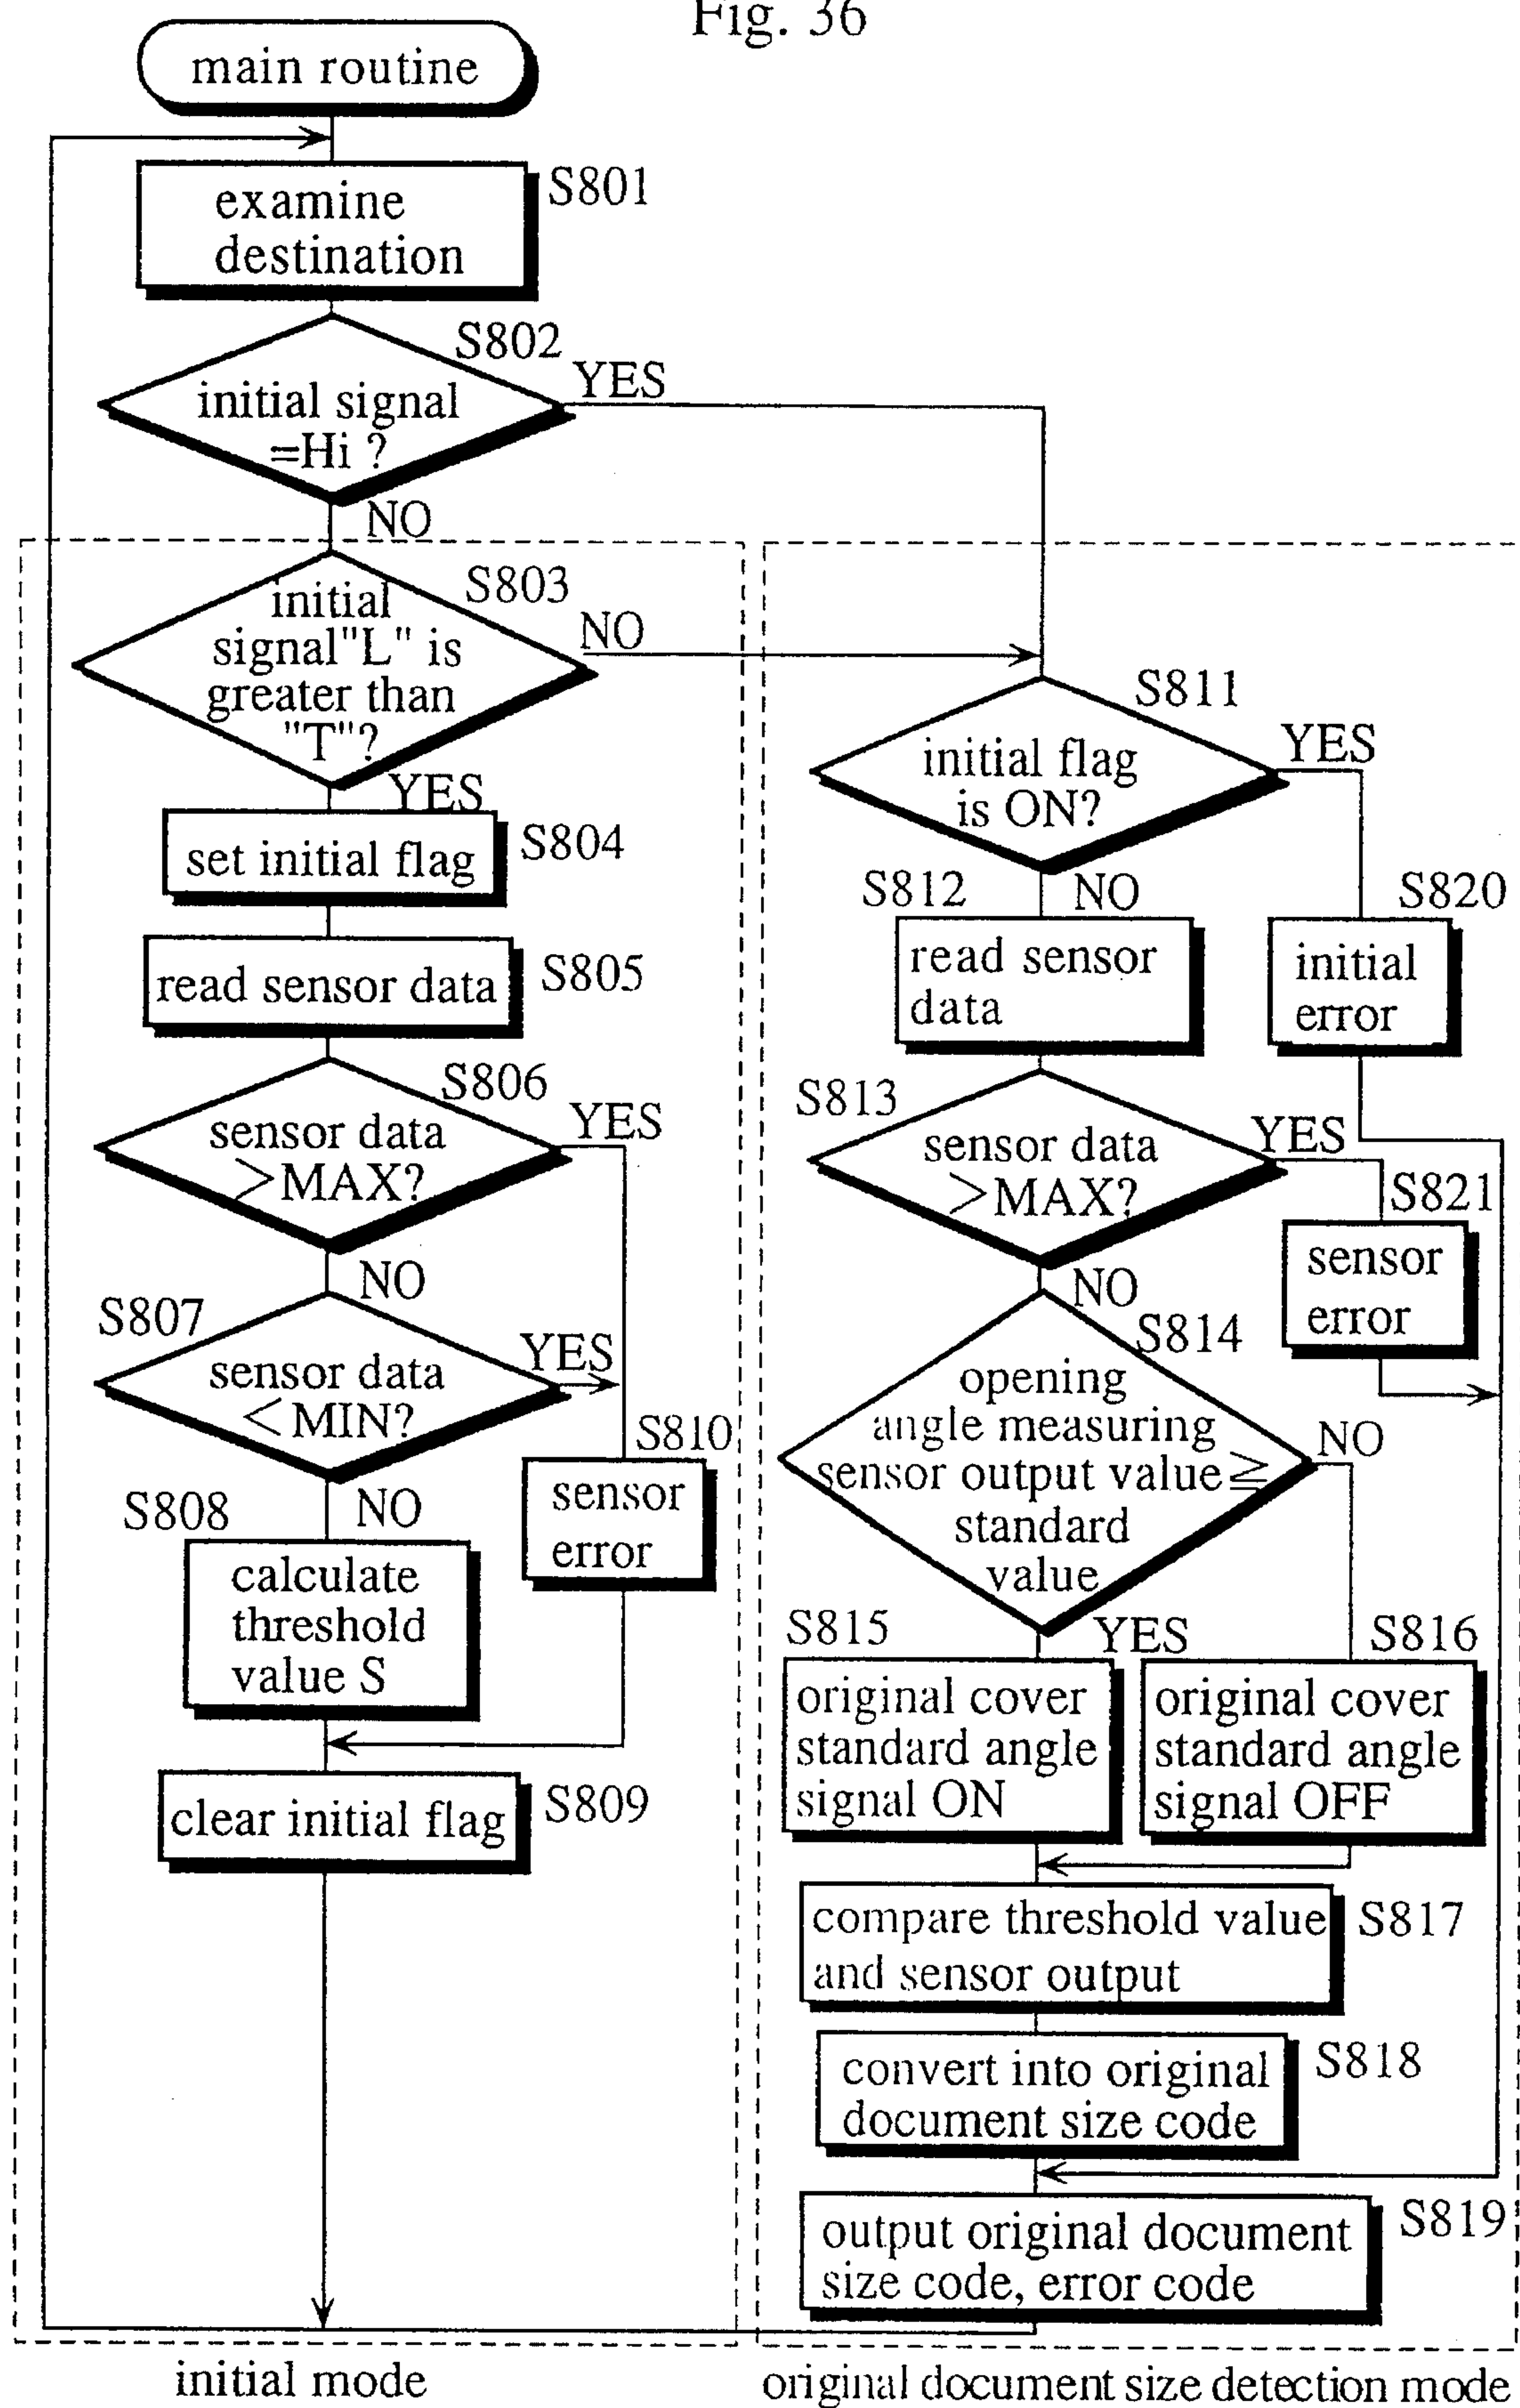 Fig. 36
main routine
examine
destination
S801
S802
initial signal
=Hi ?
YES
NO
S803
initial
signal"L" is
greater than
"T"?
NO
YES
set initial flag
S804
read sensor data
S805
S806
sensor data
>MAX?
YES
NO
S807
sensor data
<MIN?
YES
NO
S810
sensor
error
S808
calculate
threshold
value S
clear initial flag
S809
initial mode
S811
initial flag
is ON?
YES
NO
S812
read sensor
data
S820
initial
error
S813
sensor data
>MAX?
YES
NO
S821
sensor
error
S814
opening
angle measuring
sensor output value≧
standard
value
NO
YES
S815
original cover
standard angle
signal ON
S816
original cover
standard angle
signal OFF
compare threshold value
and sensor output
S817
convert into original
document size code
S818
output original document
size code, error code
S819
original document size detection mode